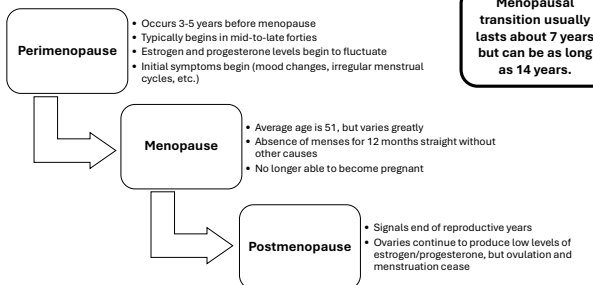 Perimenopause
• Occurs 3-5 years before menopause
• Typically begins in mid-to-late forties
• Estrogen and progesterone levels begin to fluctuate
• Initial symptoms begin (mood changes, irregular menstrual
cycles, etc.)
Menopausal
transition usually
lasts about 7 years
but can be as long
as 14 years.
Menopause
• Average age is 51, but varies greatly
• Absence of menses for 12 months straight without
other causes
• No longer able to become pregnant
Postmenopause
• Signals end of reproductive years
• Ovaries continue to produce low levels of
estrogen/progesterone, but ovulation and
menstruation cease